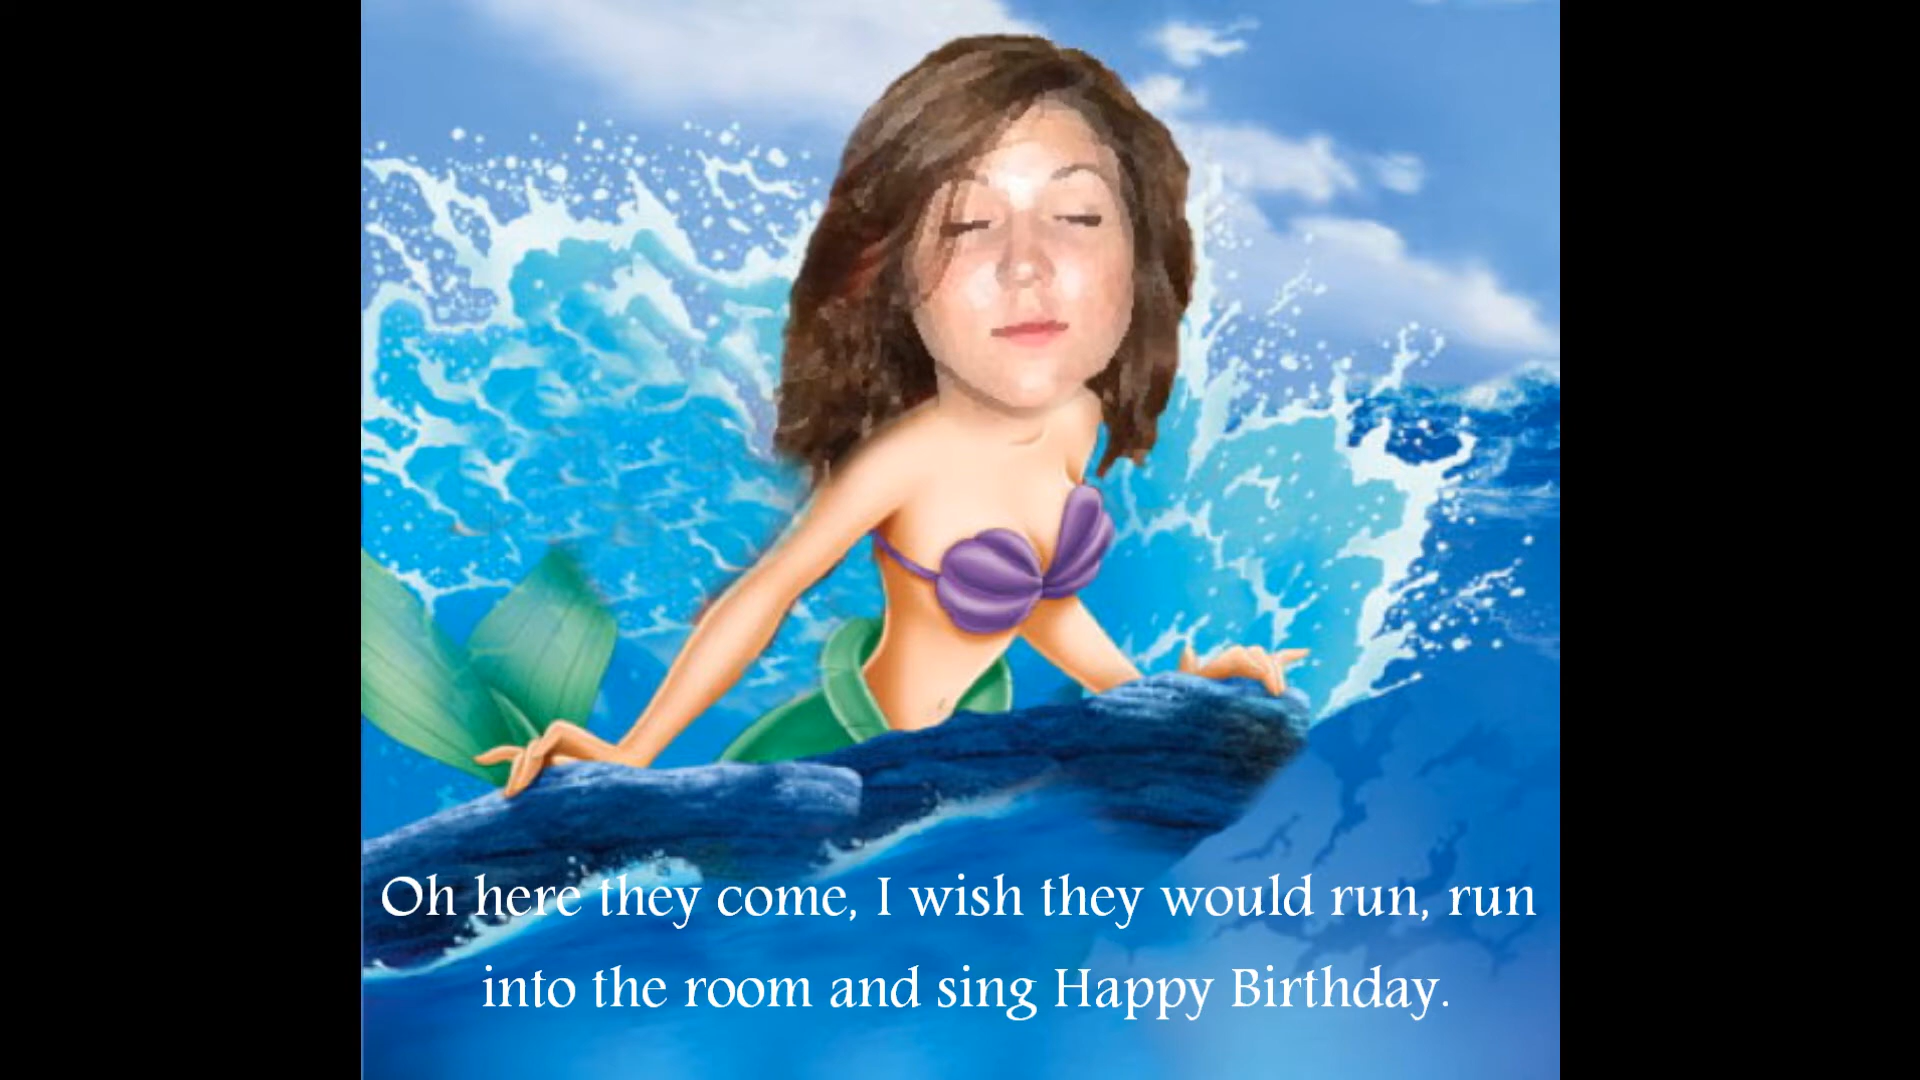 Oh here they come, I wish they would run, run
into the room and sing Happy Birthday.